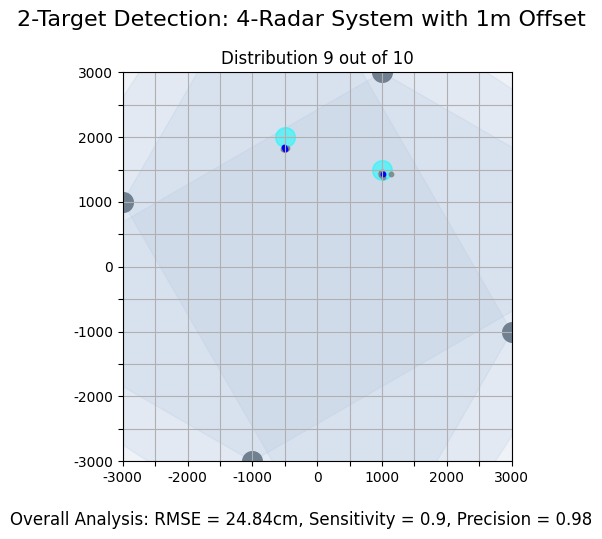 2-Target Detection: 4-Radar System with 1m Offset
Distribution 9 out of 10
3000
2000
1000
0
-1000
-2000
-3000
-3000 -2000 -1000 0 1000 2000 3000
Overall Analysis: RMSE = 24.84cm, Sensitivity = 0.9, Precision = 0.98